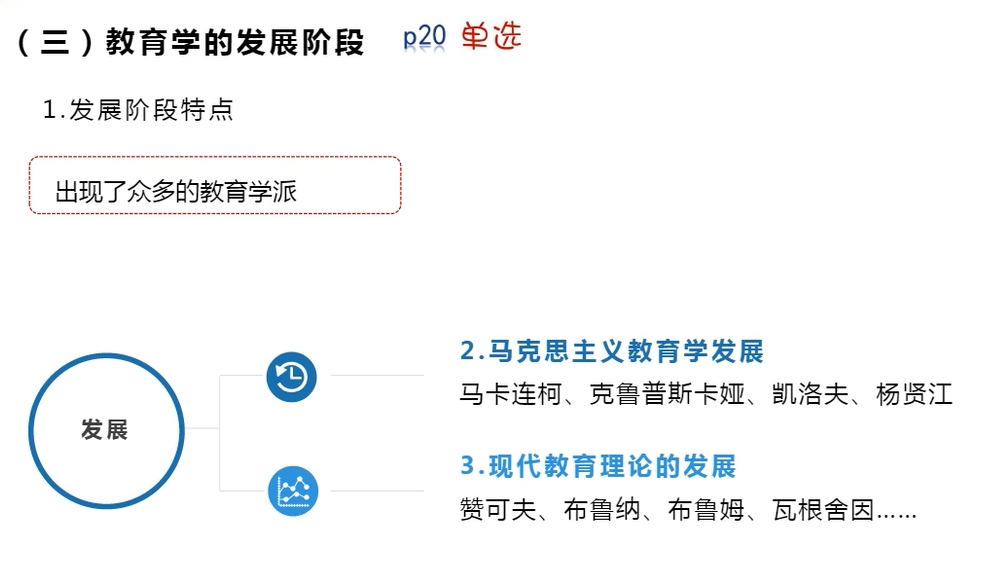 （三）教育学的发展阶段 p20 单选
1.发展阶段特点
出现了众多的教育学派
发展
2.马克思主义教育学发展
马卡连柯、克鲁普斯卡娅、凯洛夫、杨贤江
3.现代教育理论的发展
赞可夫、布鲁纳、布鲁姆、瓦根舍因……